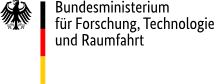 Bundesministerium
für Forschung, Technologie
und Raumfahrt